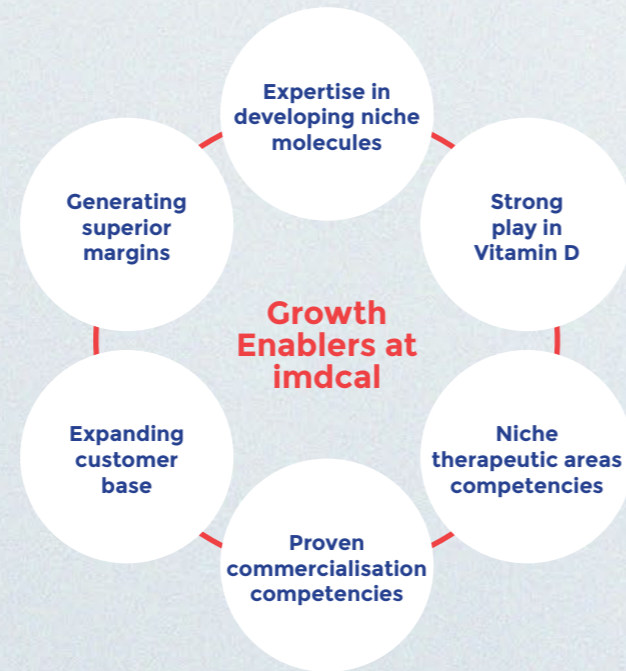 Expertise in
developing niche
molecules
Strong
play in
Vitamin D
Niche
therapeutic areas
competencies
Proven
commercialisation
competencies
Expanding
customer
base
Generating
superior
margins
Growth
Enablers at
imdcal